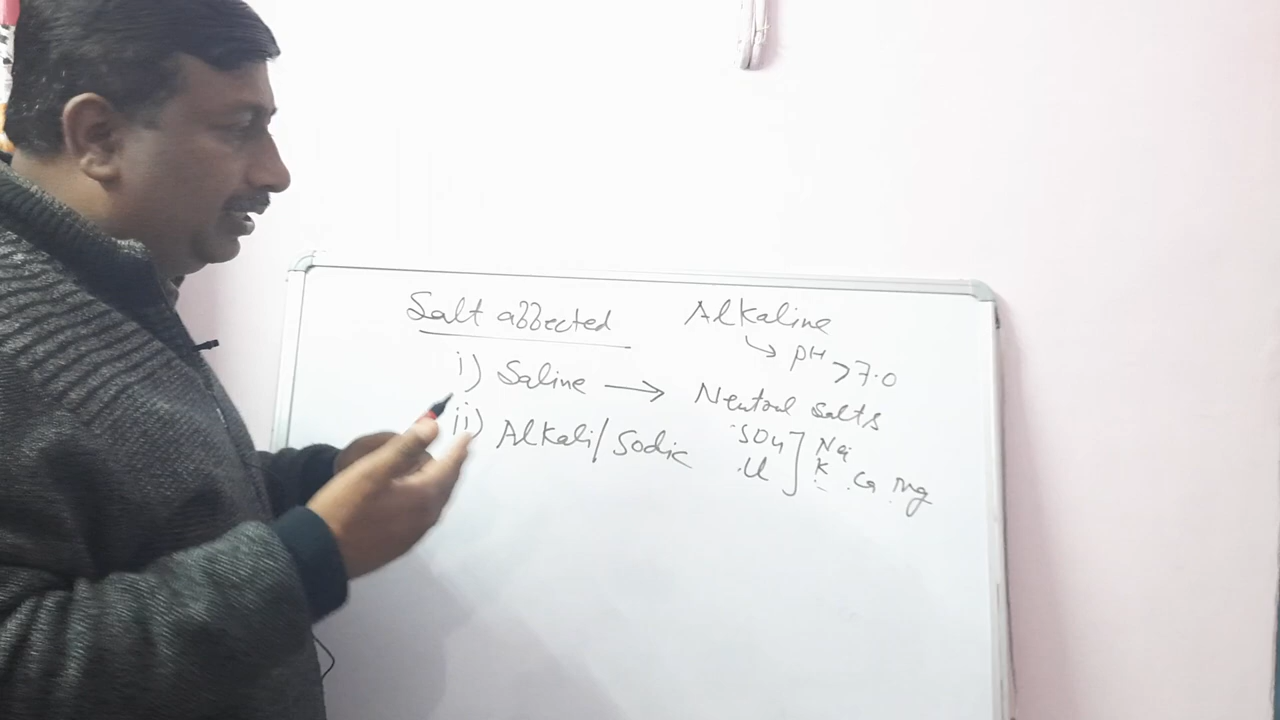 Salt affected
i) Saline → Neutral salts
ii) Alkali/Sodic
Alkaline
↳ pH >7.0
SO4 ] Na
Cl ] K Ca Mg